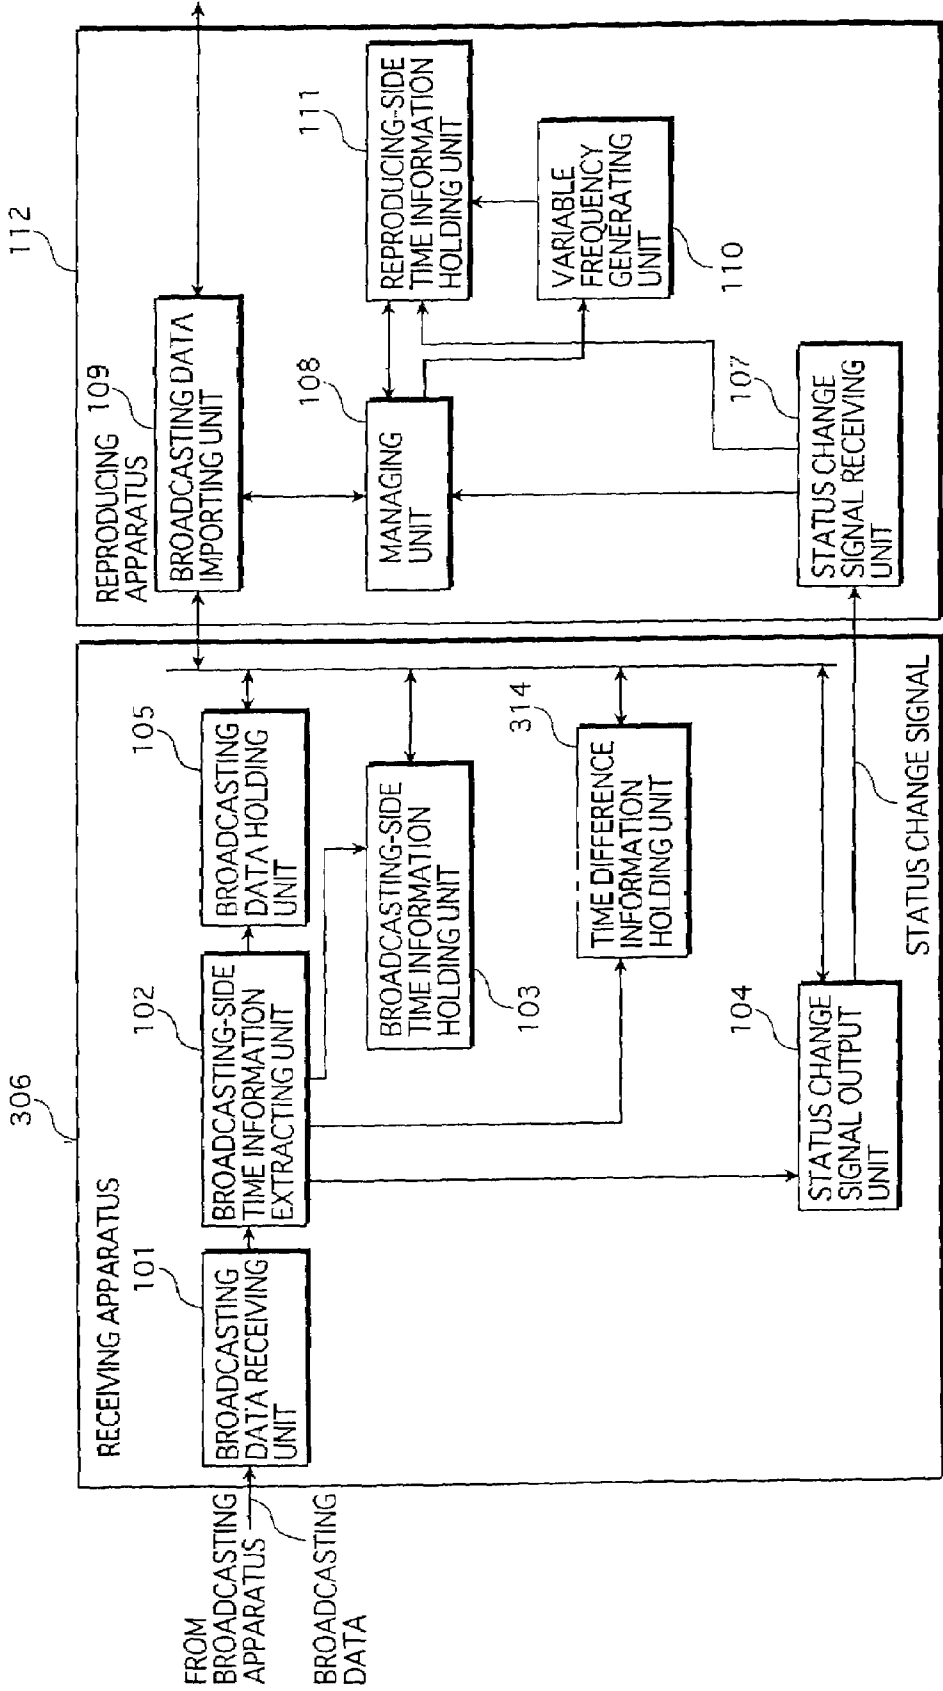 306
112
RECEIVING APPARATUS
REPRODUCING
APPARATUS
FROM
BROADCASTING
APPARATUS
BROADCASTING
DATA
101
BROADCASTING
DATA RECEIVING
UNIT
102
BROADCASTING-SIDE
TIME INFORMATION
EXTRACTING UNIT
105
BROADCASTING
DATA HOLDING
UNIT
BROADCASTING-SIDE
TIME INFORMATION
HOLDING UNIT
103
314
TIME DIFFERENCE
INFORMATION
HOLDING UNIT
104
STATUS CHANGE
SIGNAL OUTPUT
UNIT
STATUS CHANGE SIGNAL
109
BROADCASTING DATA
IMPORTING UNIT
108
MANAGING
UNIT
111
REPRODUCING-SIDE
TIME INFORMATION
HOLDING UNIT
VARIABLE
FREQUENCY
GENERATING
UNIT
110
107
STATUS CHANGE
SIGNAL RECEIVING
UNIT